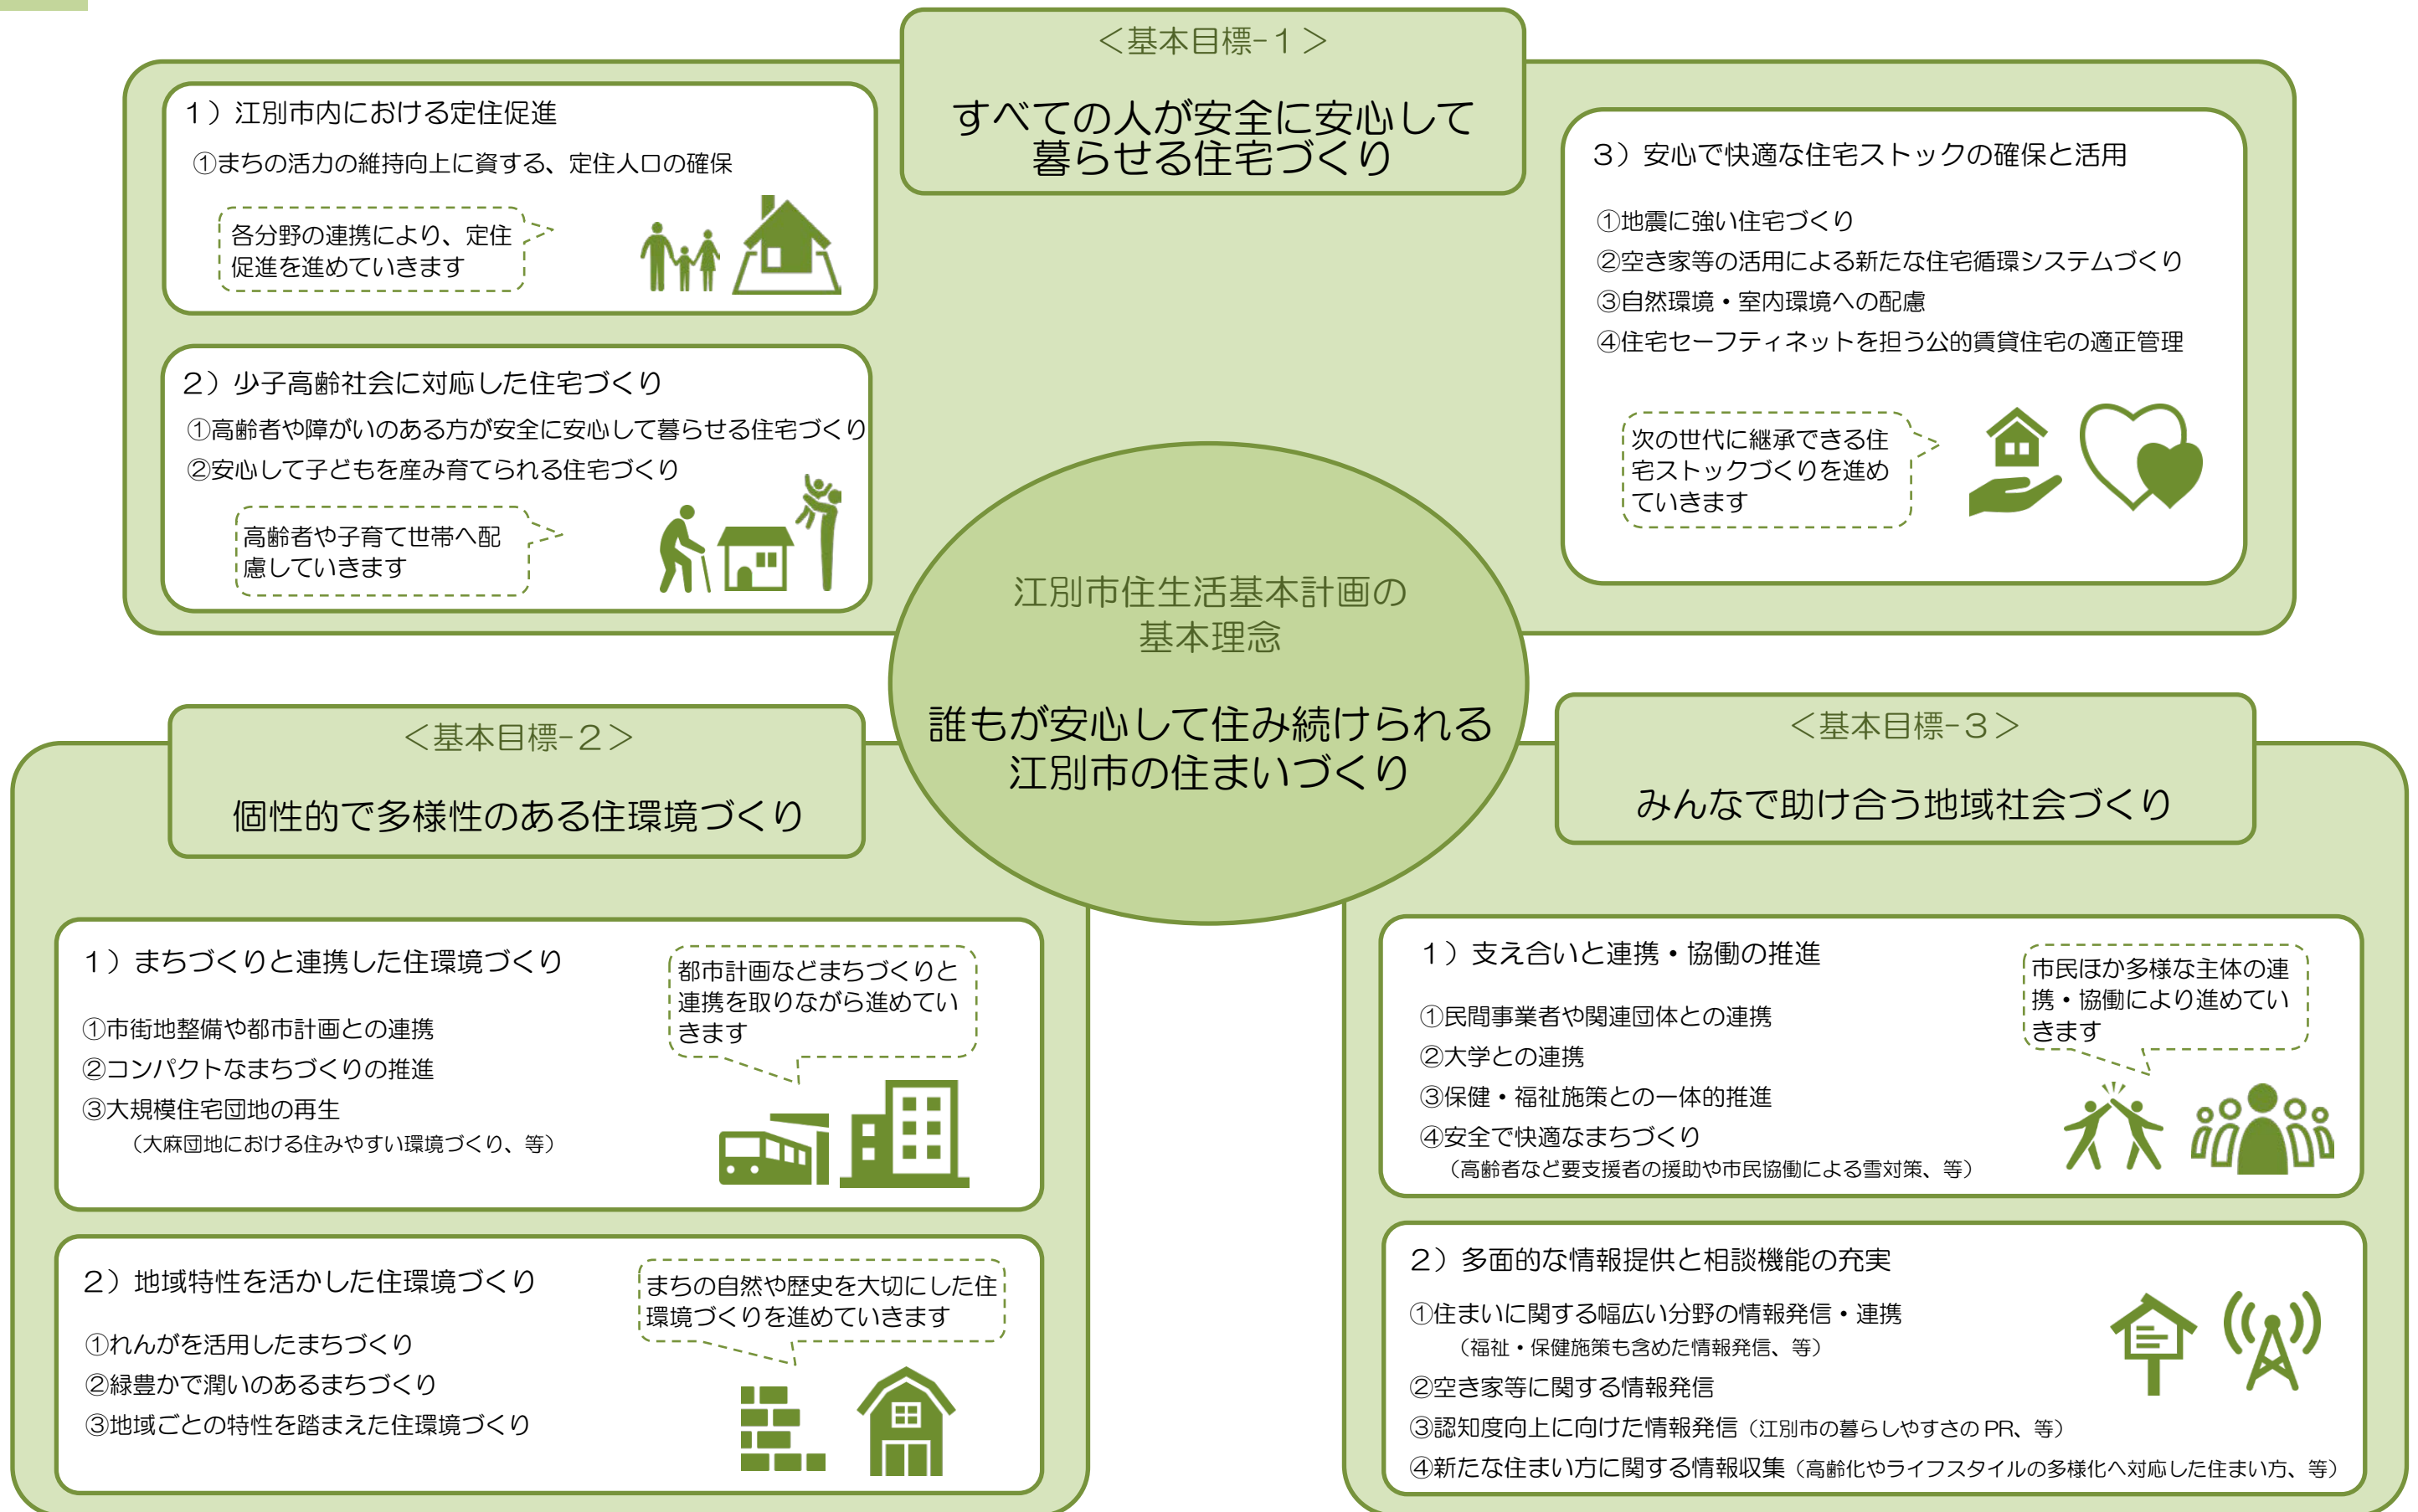 ＜基本目標-１＞
すべての人が安全に安心して
暮らせる住宅づくり
１）江別市内における定住促進
①まちの活力の維持向上に資する、定住人口の確保
各分野の連携により、定住
促進を進めていきます
２）少子高齢社会に対応した住宅づくり
①高齢者や障がいのある方が安全に安心して暮らせる住宅づくり
②安心して子どもを産み育てられる住宅づくり
高齢者や子育て世帯へ配
慮していきます
３）安心で快適な住宅ストックの確保と活用
①地震に強い住宅づくり
②空き家等の活用による新たな住宅循環システムづくり
③自然環境・室内環境への配慮
④住宅セーフティネットを担う公的賃貸住宅の適正管理
次の世代に継承できる住
宅ストックづくりを進め
ていきます
江別市住生活基本計画の
基本理念
誰もが安心して住み続けられる
江別市の住まいづくり
＜基本目標-２＞
個性的で多様性のある住環境づくり
１）まちづくりと連携した住環境づくり
①市街地整備や都市計画との連携
②コンパクトなまちづくりの推進
③大規模住宅団地の再生
（大麻団地における住みやすい環境づくり、等）
都市計画などまちづくりと
連携を取りながら進めてい
きます
２）地域特性を活かした住環境づくり
①れんがを活用したまちづくり
②緑豊かで潤いのあるまちづくり
③地域ごとの特性を踏まえた住環境づくり
まちの自然や歴史を大切にした住
環境づくりを進めていきます
＜基本目標-３＞
みんなで助け合う地域社会づくり
１）支え合いと連携・協働の推進
①民間事業者や関連団体との連携
②大学との連携
③保健・福祉施策との一体的推進
④安全で快適なまちづくり
（高齢者など要支援者の援助や市民協働による雪対策、等）
市民ほか多様な主体の連
携・協働により進めてい
きます
２）多面的な情報提供と相談機能の充実
①住まいに関する幅広い分野の情報発信・連携
（福祉・保健施策も含めた情報発信、等）
②空き家等に関する情報発信
③認知度向上に向けた情報発信（江別市の暮らしやすさの PR、等）
④新たな住まい方に関する情報収集（高齢化やライフスタイルの多様化へ対応した住まい方、等）